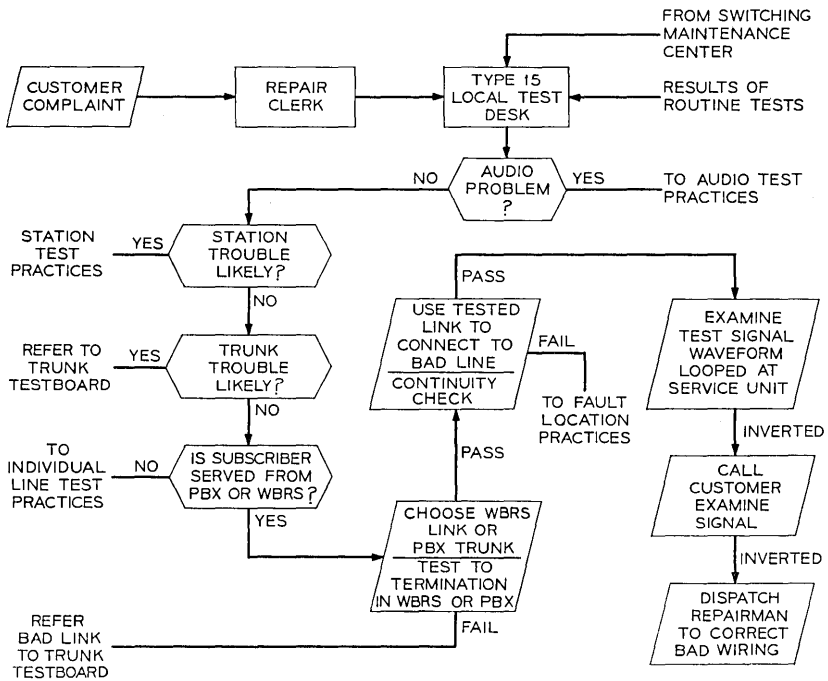 FROM SWITCHING
MAINTENANCE
CENTER
CUSTOMER
COMPLAINT
REPAIR
CLERK
TYPE 15
LOCAL TEST
DESK
RESULTS OF
ROUTINE TESTS
NO
AUDIO
PROBLEM
?
YES
TO AUDIO TEST
PRACTICES
STATION
TEST
PRACTICES
YES
STATION
TROUBLE
LIKELY?
NO
REFER TO
TRUNK
TESTBOARD
YES
TRUNK
TROUBLE
LIKELY?
NO
TO
INDIVIDUAL
LINE TEST
PRACTICES
NO
IS SUBSCRIBER
SERVED FROM
PBX OR WBRS?
YES
REFER
BAD LINK
TO TRUNK
TESTBOARD
CHOOSE WBRS
LINK OR
PBX TRUNK
TEST TO
TERMINATION
IN WBRS OR PBX
FAIL
PASS
USE TESTED
LINK TO
CONNECT TO
BAD LINE
CONTINUITY
CHECK
FAIL
TO FAULT
LOCATION
PRACTICES
PASS
EXAMINE
TEST SIGNAL
WAVEFORM
LOOPED AT
SERVICE UNIT
INVERTED
CALL
CUSTOMER
EXAMINE
SIGNAL
INVERTED
DISPATCH
REPAIRMAN
TO CORRECT
BAD WIRING